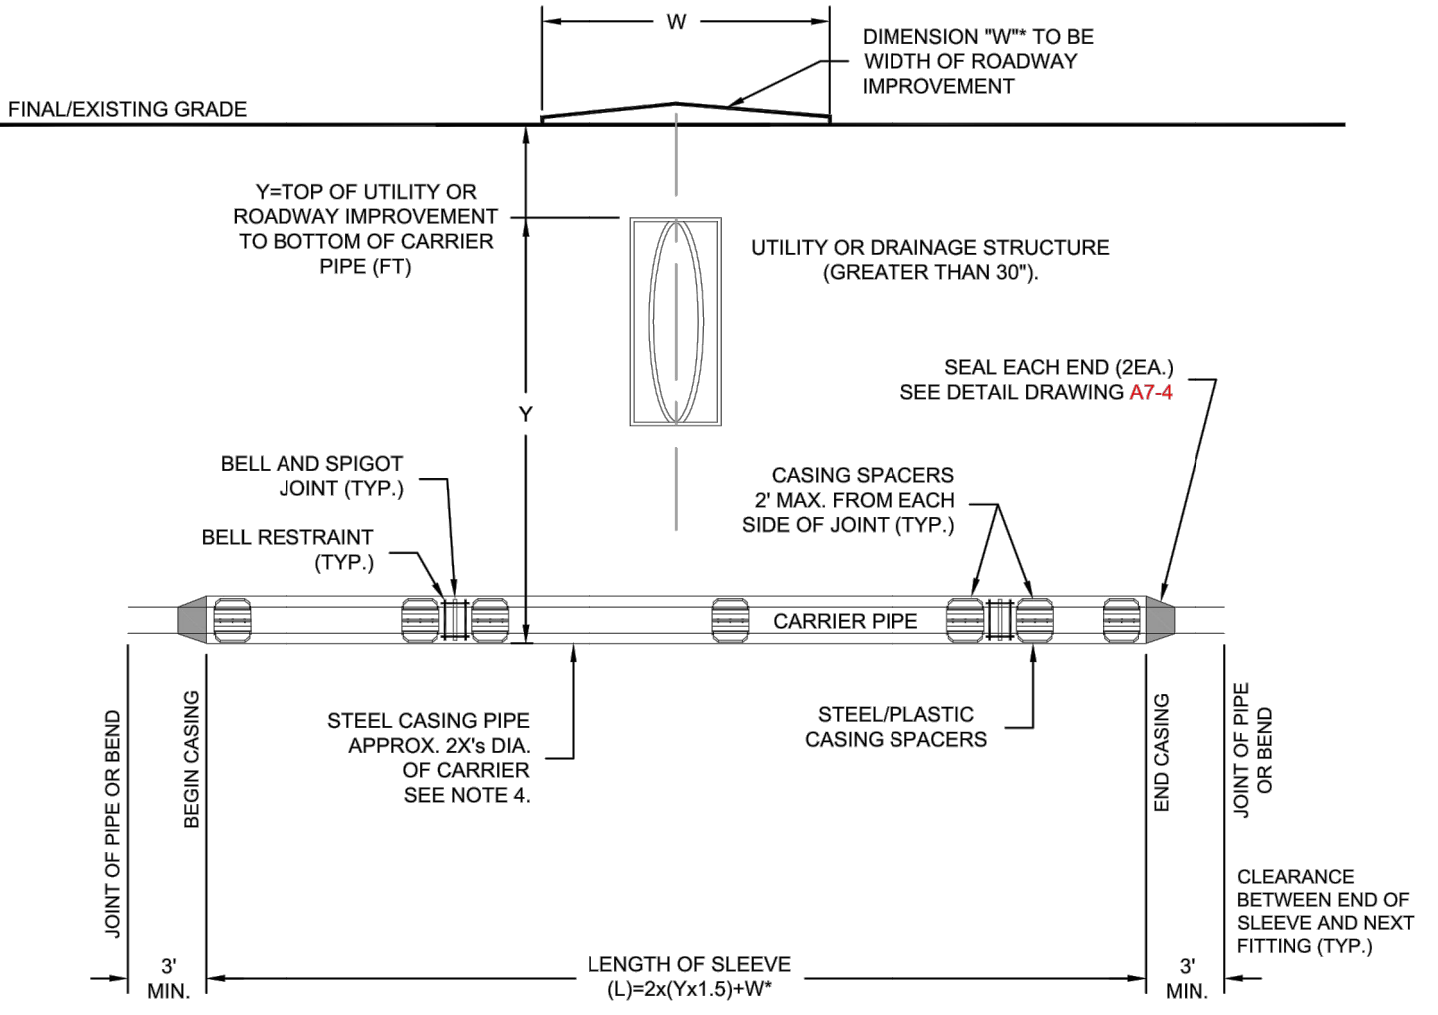 W
DIMENSION "W"* TO BE
WIDTH OF ROADWAY
IMPROVEMENT
FINAL/EXISTING GRADE
Y=TOP OF UTILITY OR
ROADWAY IMPROVEMENT
TO BOTTOM OF CARRIER
PIPE (FT)
UTILITY OR DRAINAGE STRUCTURE
(GREATER THAN 30").
SEAL EACH END (2EA.)
SEE DETAIL DRAWING A7-4
Y
BELL AND SPIGOT
JOINT (TYP.)
CASING SPACERS
2' MAX. FROM EACH
SIDE OF JOINT (TYP.)
BELL RESTRAINT
(TYP.)
CARRIER PIPE
STEEL CASING PIPE
APPROX. 2X's DIA.
OF CARRIER
SEE NOTE 4.
STEEL/PLASTIC
CASING SPACERS
JOINT OF PIPE OR BEND
BEGIN CASING
END CASING
JOINT OF PIPE
OR BEND
CLEARANCE
BETWEEN END OF
SLEEVE AND NEXT
FITTING (TYP.)
3'
MIN.
LENGTH OF SLEEVE
(L)=2x(Yx1.5)+W*
3'
MIN.